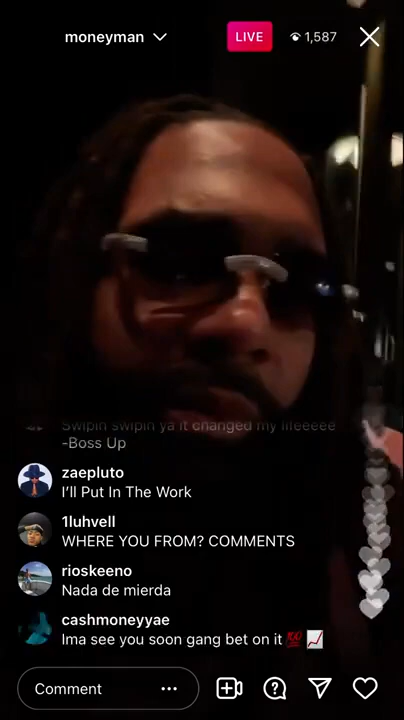 moneyman
LIVE
1,587
Swipin swipin ya it changed my lifeeeee
-Boss Up
zaepluto
I'll Put In The Work
1luhvell
WHERE YOU FROM? COMMENTS
rioskeeno
Nada de mierda
cashmoneyyae
Ima see you soon gang bet on it 💯 📈
Comment